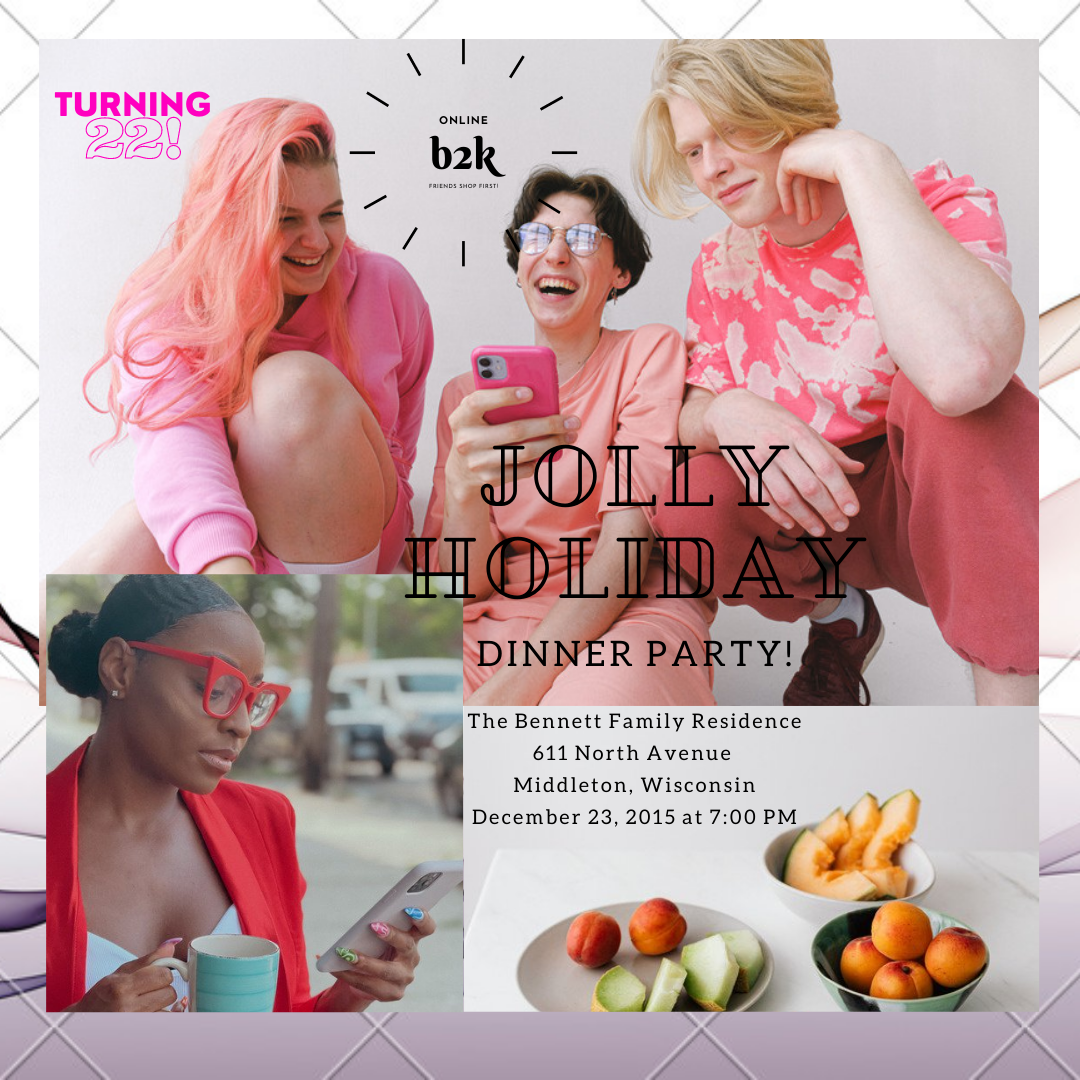 TURNING
22!
ONLINE
b2k
FRIENDS SHOP FIRST!
JOLLY
HOLIDAY
DINNER PARTY!
The Bennett Family Residence
611 North Avenue
Middleton, Wisconsin
December 23, 2015 at 7:00 PM